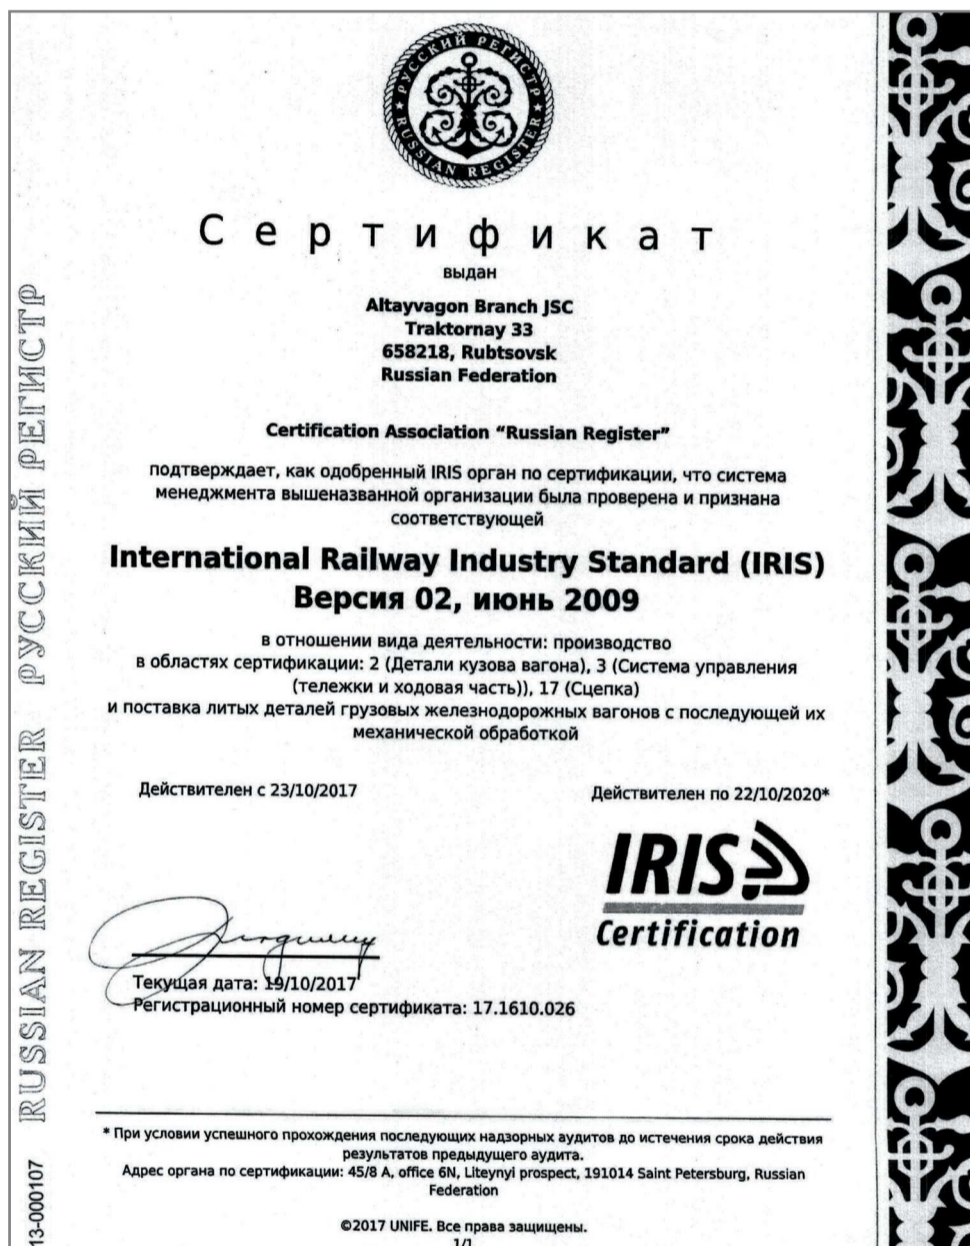 РУССКИЙ РЕГИСТР
RUSSIAN REGISTER
Сертификат
выдан
Altayvagon Branch JSC
Traktornay 33
658218, Rubtsovsk
Russian Federation
Certification Association “Russian Register”
подтверждает, как одобренный IRIS орган по сертификации, что система
менеджмента вышеназванной организации была проверена и признана
соответствующей
International Railway Industry Standard (IRIS)
Версия 02, июнь 2009
в отношении вида деятельности: производство
в областях сертификации: 2 (Детали кузова вагона), 3 (Система управления
(тележки и ходовая часть)), 17 (Сцепка)
и поставка литых деталей грузовых железнодорожных вагонов с последующей их
механической обработкой
Действителен с 23/10/2017
Действителен по 22/10/2020*
IRIS
Certification
Текущая дата: 19/10/2017
Регистрационный номер сертификата: 17.1610.026
* При условии успешного прохождения последующих надзорных аудитов до истечения срока действия
результатов предыдущего аудита.
Адрес органа по сертификации: 45/8 A, office 6N, Liteynyi prospect, 191014 Saint Petersburg, Russian
Federation
©2017 UNIFE. Все права защищены.
1/1
13-000107
RUSSIAN REGISTER РУССКИЙ РЕГИСТР